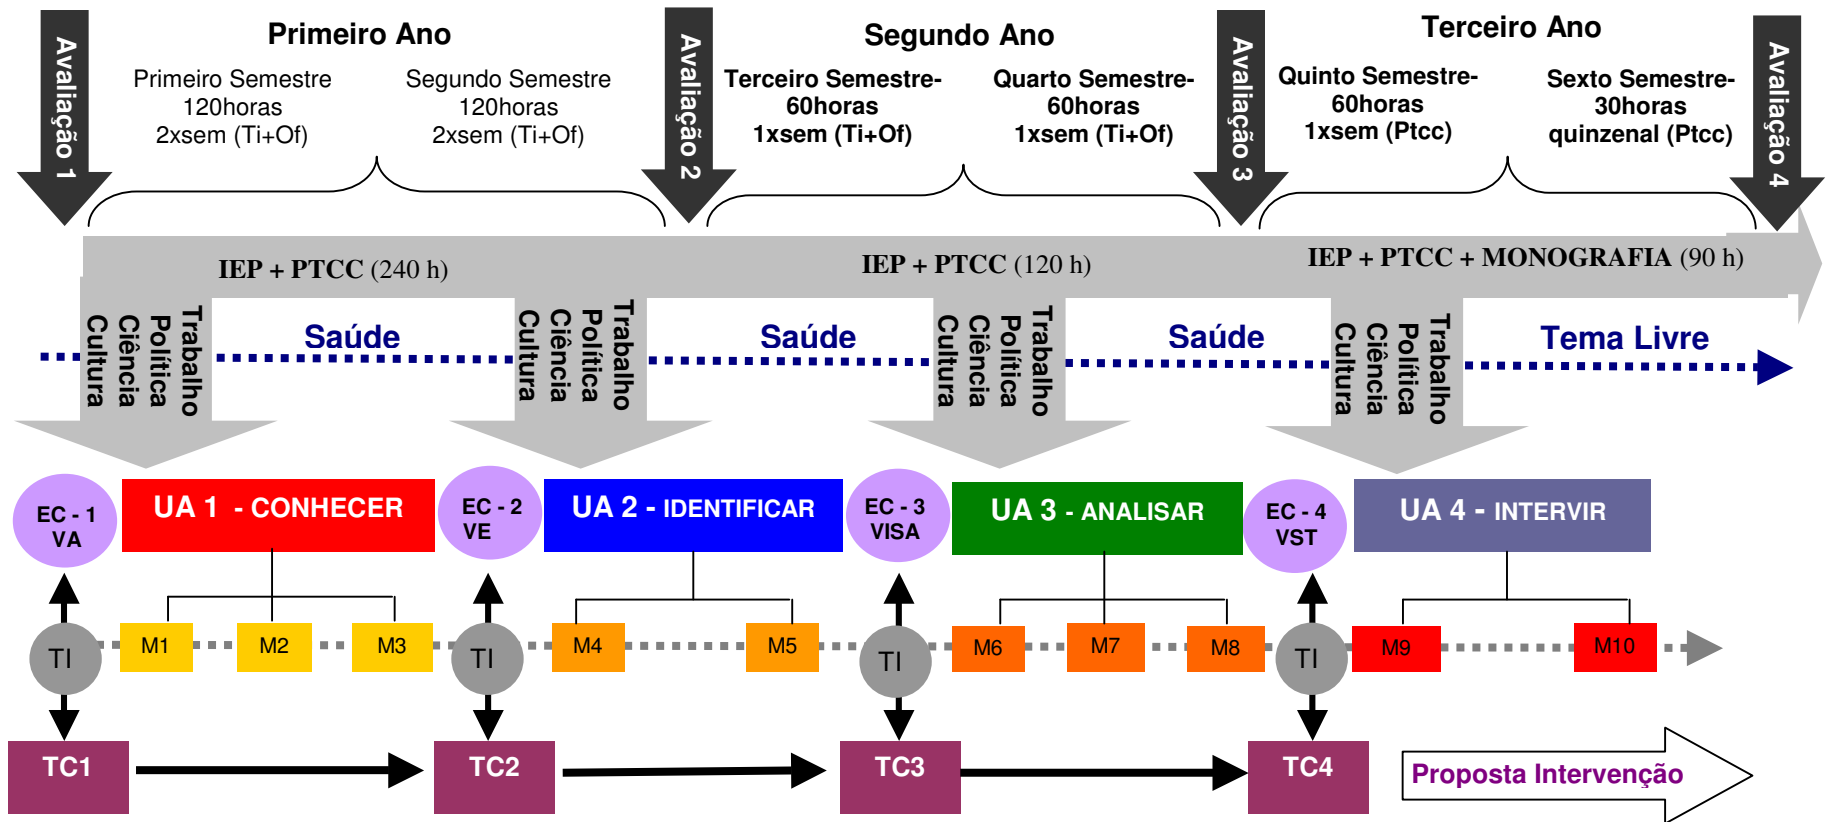 Avaliação 1
Primeiro Ano
Primeiro Semestre
120horas
2xsem (Ti+Of)
Segundo Semestre
120horas
2xsem (Ti+Of)
Avaliação 2
Segundo Ano
Terceiro Semestre-
60horas
1xsem (Ti+Of)
Quarto Semestre-
60horas
1xsem (Ti+Of)
Avaliação 3
Terceiro Ano
Quinto Semestre-
60horas
1xsem (Ptcc)
Sexto Semestre-
30horas
quinzenal (Ptcc)
Avaliação 4
IEP + PTCC (240 h)
IEP + PTCC (120 h)
IEP + PTCC + MONOGRAFIA (90 h)
Trabalho
Política
Ciência
Cultura
Saúde
Trabalho
Política
Ciência
Cultura
Saúde
Trabalho
Política
Ciência
Cultura
Saúde
Trabalho
Política
Ciência
Cultura
Tema Livre
EC - 1
VA
UA 1 - CONHECER
EC - 2
VE
UA 2 - IDENTIFICAR
EC - 3
VISA
UA 3 - ANALISAR
EC - 4
VST
UA 4 - INTERVIR
TI
M1
M2
M3
TI
M4
M5
TI
M6
M7
M8
TI
M9
M10
TC1
TC2
TC3
TC4
Proposta Intervenção